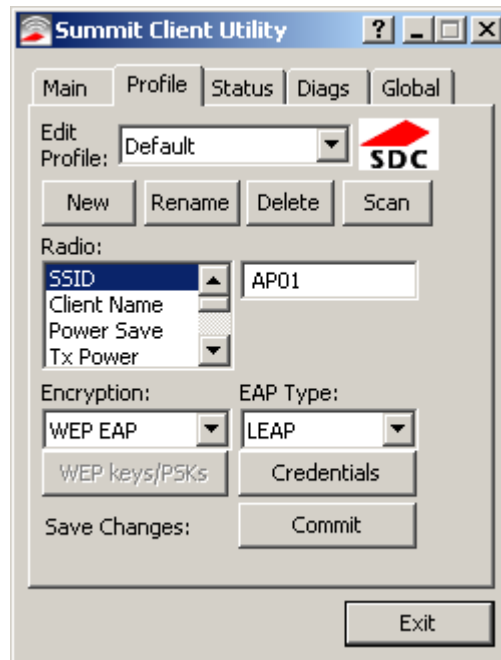 Summit Client Utility ? _ □ X
Main Profile Status Diags Global
Edit
Profile: Default
SDC
New Rename Delete Scan
Radio:
SSID AP01
Client Name
Power Save
Tx Power
Encryption: EAP Type:
WEP EAP LEAP
WEP keys/PSKs Credentials
Save Changes: Commit
Exit